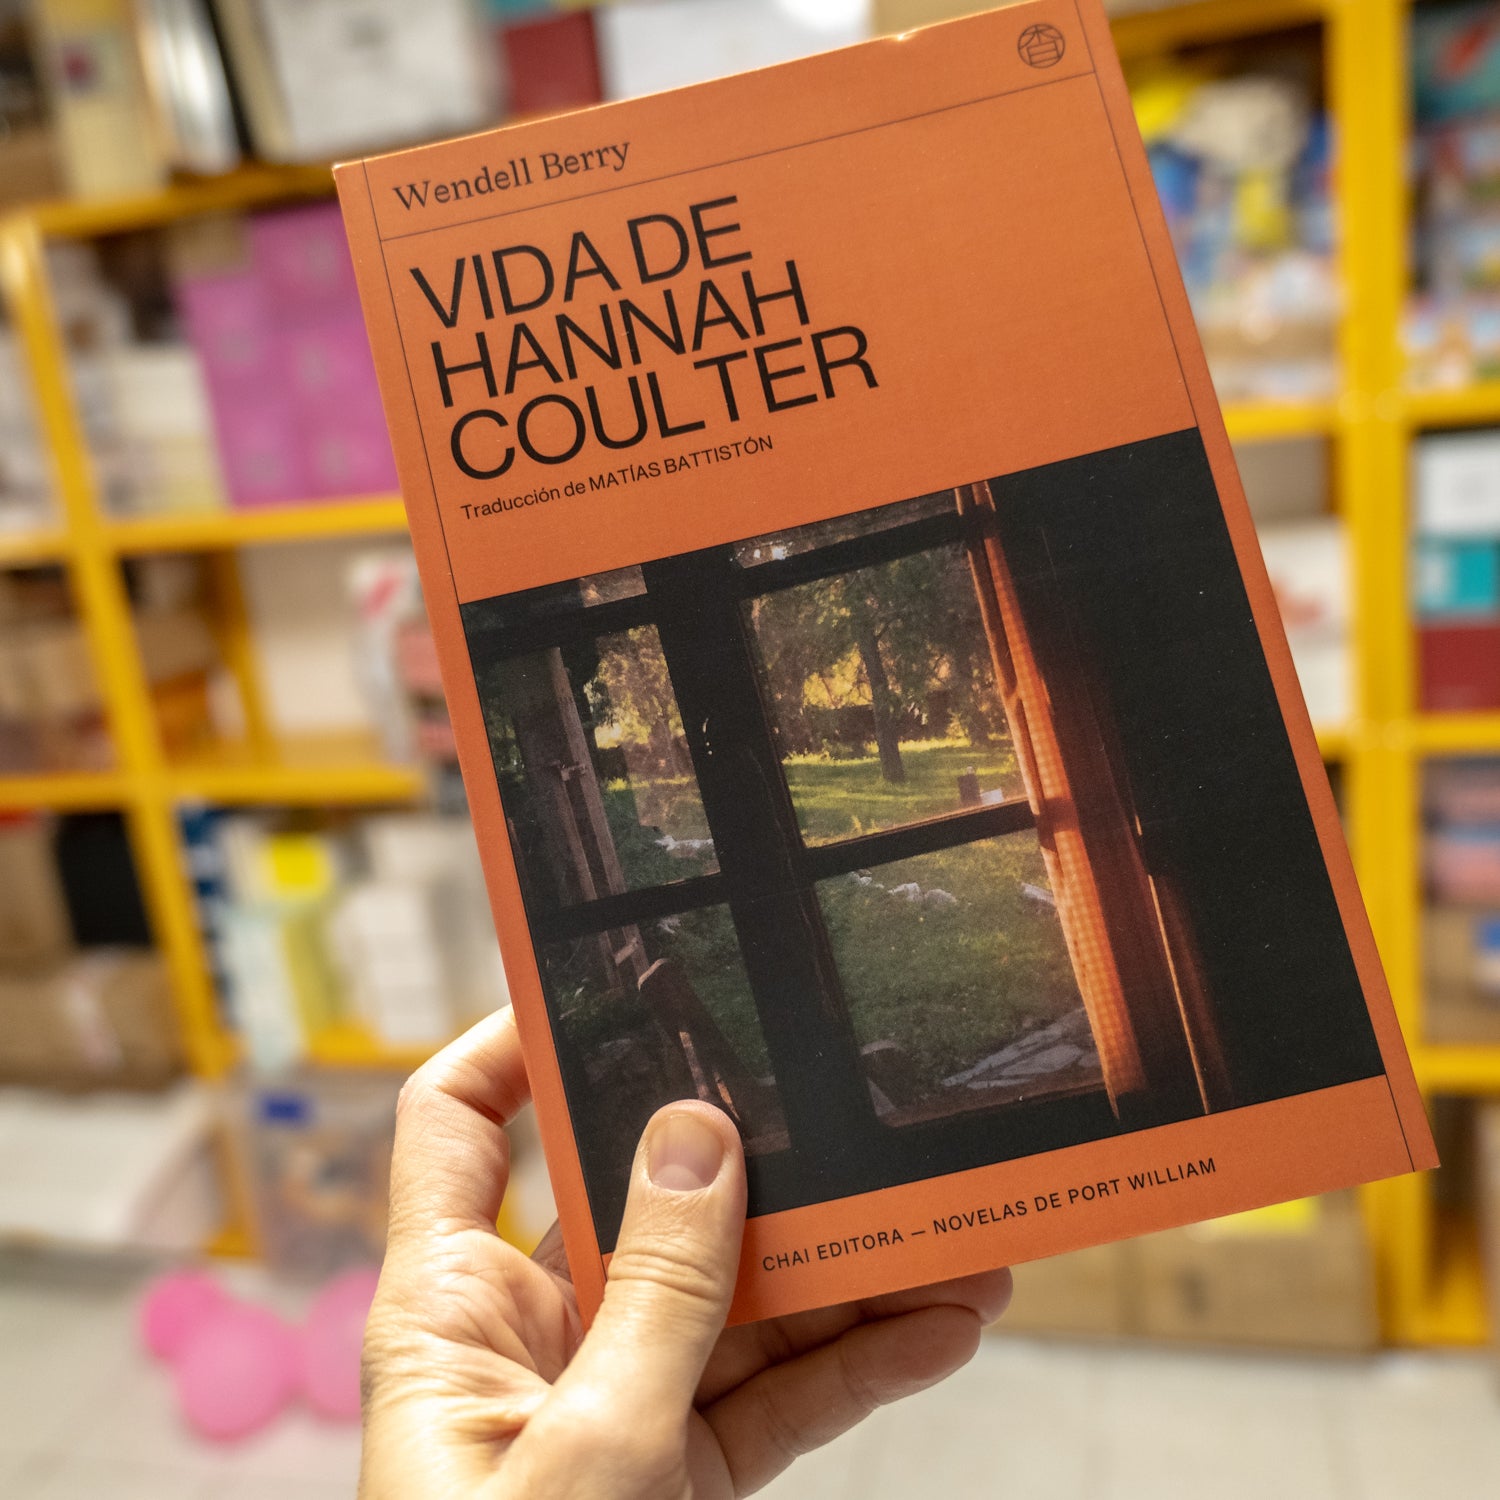 Wendell Berry
VIDA DE
HANNAH
COULTER
Traducción de MATÍAS BATTISTÓN
CHAI EDITORA — NOVELAS DE PORT WILLIAM